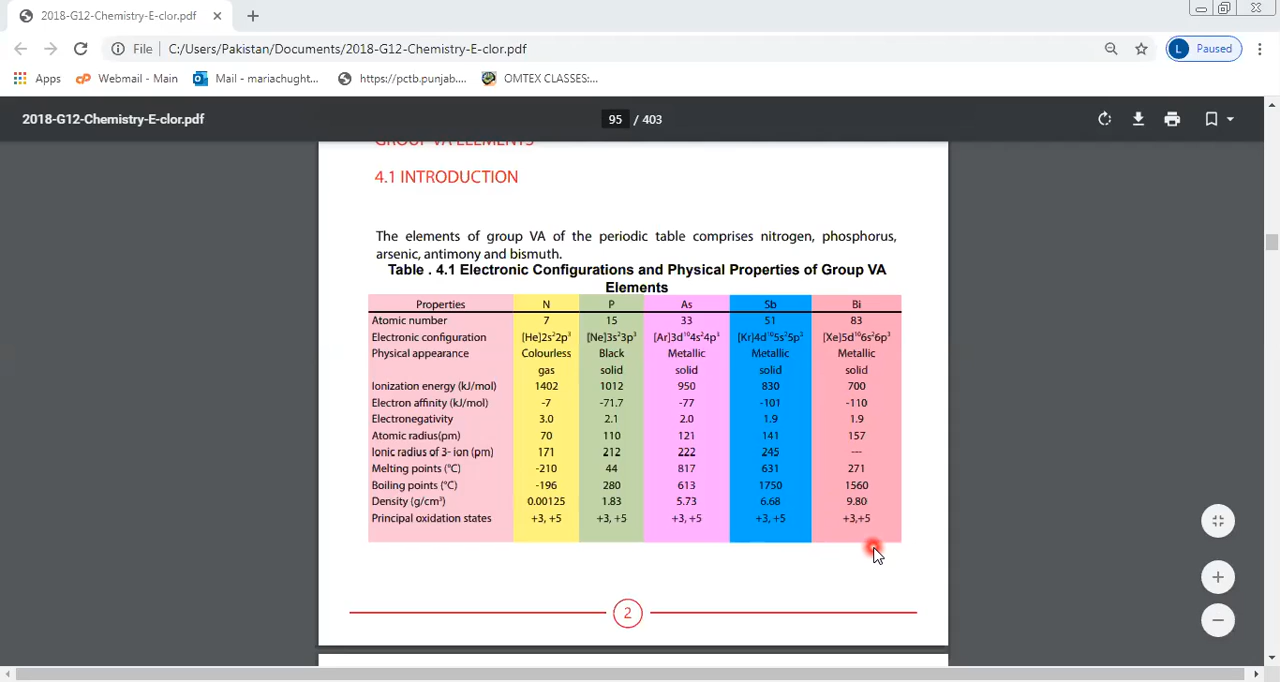 2018-G12-Chemistry-E-clor.pdf
File C:/Users/Pakistan/Documents/2018-G12-Chemistry-E-clor.pdf L Paused
Apps Webmail - Main Mail - mariachught... https://pctb.punjab.... OMTEX CLASSES:...
2018-G12-Chemistry-E-clor.pdf 95 / 403
GROUP VA ELEMENTS
4.1 INTRODUCTION
The elements of group VA of the periodic table comprises nitrogen, phosphorus,
arsenic, antimony and bismuth.
Table . 4.1 Electronic Configurations and Physical Properties of Group VA
Elements
Properties N P As Sb Bi
Atomic number 7 15 33 51 83
Electronic configuration [He]2s²2p³ [Ne]3s²3p³ [Ar]3d¹⁰4s²4p³ [Kr]4d¹⁰5s²5p³ [Xe]5d¹⁰6s²6p³
Physical appearance Colourless Black Metallic Metallic Metallic
gas solid solid solid solid
Ionization energy (kJ/mol) 1402 1012 950 830 700
Electron affinity (kJ/mol) -7 -71.7 -77 -101 -110
Electronegativity 3.0 2.1 2.0 1.9 1.9
Atomic radius(pm) 70 110 121 141 157
Ionic radius of 3- ion (pm) 171 212 222 245 ---
Melting points (°C) -210 44 817 631 271
Boiling points (°C) -196 280 613 1750 1560
Density (g/cm³) 0.00125 1.83 5.73 6.68 9.80
Principal oxidation states +3, +5 +3, +5 +3, +5 +3, +5 +3,+5
2